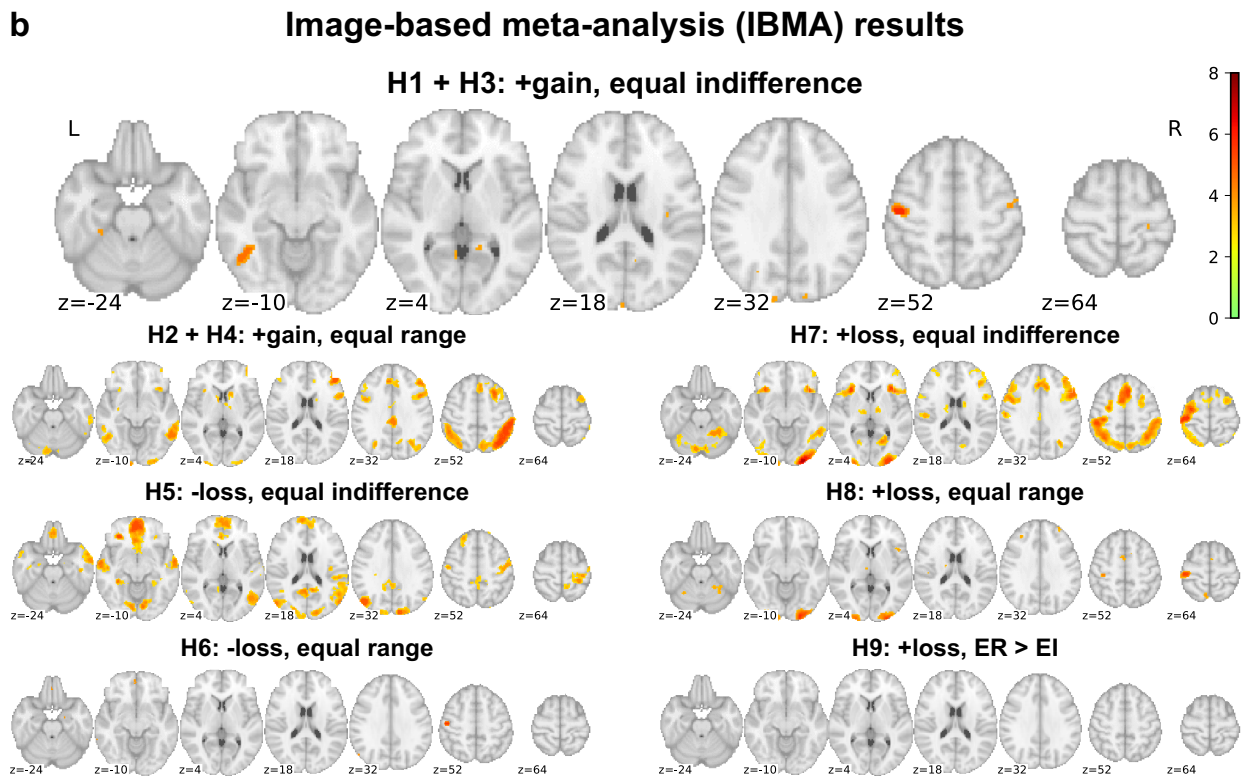 b
Image-based meta-analysis (IBMA) results
H1 + H3: +gain, equal indifference
L
R
8
6
4
2
0
z=-24
z=-10
z=4
z=18
z=32
z=52
z=64
H2 + H4: +gain, equal range
z=-24
z=-10
z=4
z=18
z=32
z=52
z=64
H7: +loss, equal indifference
z=-24
z=-10
z=4
z=18
z=32
z=52
z=64
H5: -loss, equal indifference
z=-24
z=-10
z=4
z=18
z=32
z=52
z=64
H8: +loss, equal range
z=-24
z=-10
z=4
z=18
z=32
z=52
z=64
H6: -loss, equal range
z=-24
z=-10
z=4
z=18
z=32
z=52
z=64
H9: +loss, ER > EI
z=-24
z=-10
z=4
z=18
z=32
z=52
z=64